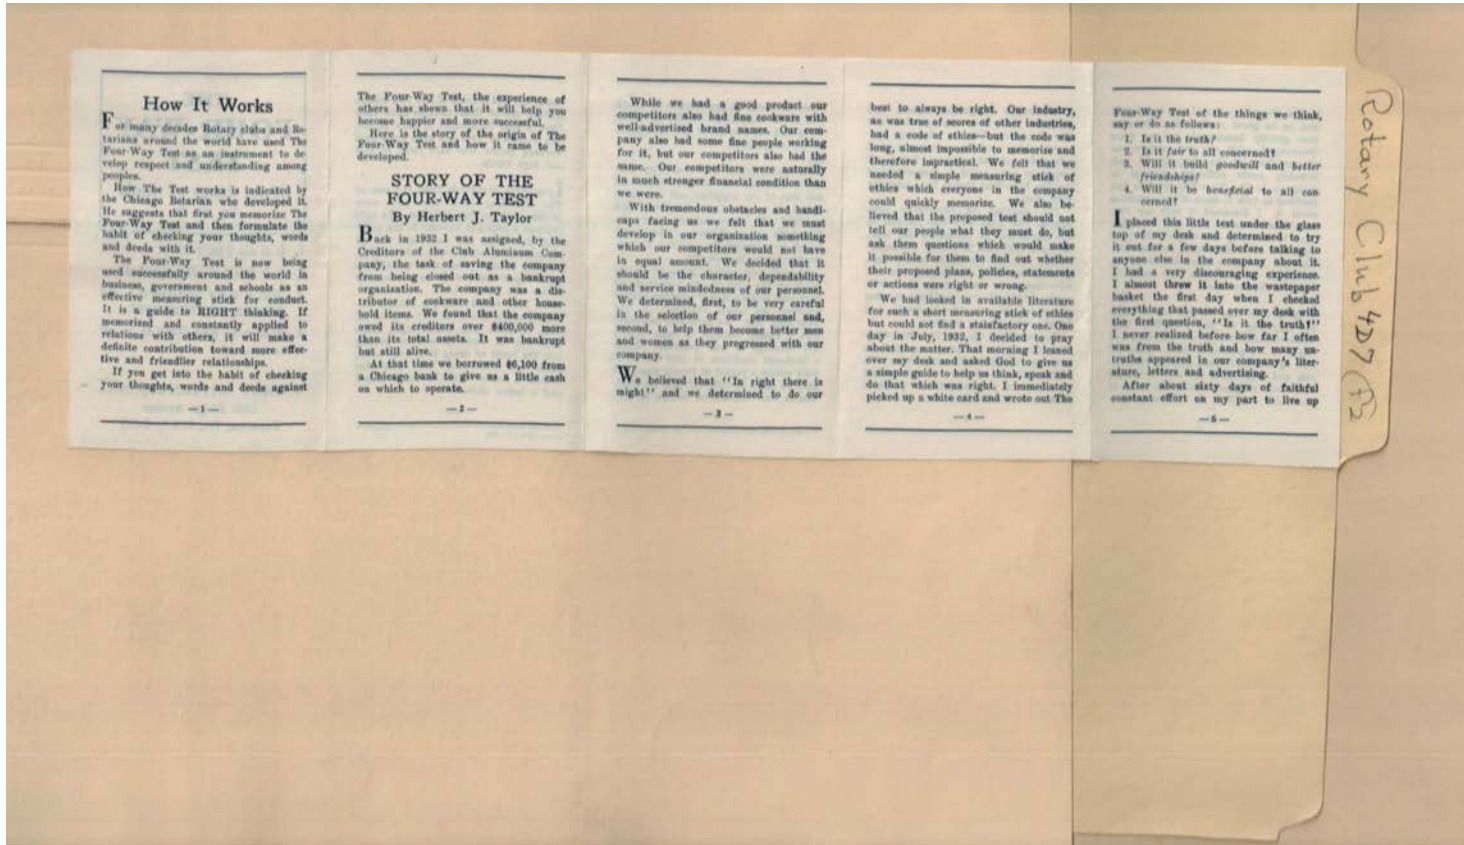 How It Works
For many decades Rotary clubs and Ro-
tarians around the world have used The
Four-Way Test as an instrument to de-
velop respect and understanding among
peoples.
How The Test works is indicated by
the Chicago Rotarian who developed it.
He suggests that first you memorize The
Four-Way Test and then formulate the
habit of checking your thoughts, words
and deeds with it.
The Four-Way Test is now being
used successfully around the world in
business, government and schools as an
effective measuring stick for conduct.
It is a guide to RIGHT thinking. If
memorized and constantly applied to
relations with others, it will make a
definite contribution toward more effec-
tive and friendlier relationships.
If you get into the habit of checking
your thoughts, words and deeds against
—1—
The Four-Way Test, the experience of
others has shown that it will help you
become happier and more successful.
Here is the story of the origin of The
Four-Way Test and how it came to be
developed.
STORY OF THE
FOUR-WAY TEST
By Herbert J. Taylor
Back in 1932 I was assigned, by the
Creditors of the Club Aluminum Com-
pany, the task of saving the company
from being closed out as a bankrupt
organization. The company was a dis-
tributor of cookware and other house-
hold items. We found that the company
owed its creditors over $400,000 more
than its total assets. It was bankrupt
but still alive.
At that time we borrowed $6,100 from
a Chicago bank to give us a little cash
on which to operate.
—2—
While we had a good product our
competitors also had fine cookware with
well-advertised brand names. Our com-
pany also had some fine people working
for it, but our competitors also had the
same. Our competitors were naturally
in much stronger financial condition than
we were.
With tremendous obstacles and handi-
caps facing us we felt that we must
develop in our organization something
which our competitors would not have
in equal amount. We decided that it
should be the character, dependability
and service mindedness of our personnel.
We determined, first, to be very careful
in the selection of our personnel and,
second, to help them become better men
and women as they progressed with our
company.
We believed that "In right there is
might" and we determined to do our
—3—
best to always be right. Our industry,
as was true of scores of other industries,
had a code of ethics—but the code was
long, almost impossible to memorize and
therefore impractical. We felt that we
needed a simple measuring stick of
ethics which everyone in the company
could quickly memorize. We also be-
lieved that the proposed test should not
tell our people what they must do, but
ask them questions which would make
it possible for them to find out whether
their proposed plans, policies, statements
or actions were right or wrong.
We had looked in available literature
for such a short measuring stick of ethics
but could not find a staisfactory one. One
day in July, 1932, I decided to pray
about the matter. That morning I leaned
over my desk and asked God to give us
a simple guide to help us think, speak and
do that which was right. I immediately
picked up a white card and wrote out The
—4—
Four-Way Test of the things we think,
say or do as follows:
1. Is it the truth?
2. Is it fair to all concerned?
3. Will it build goodwill and better
friendships?
4. Will it be beneficial to all con
cerned?
I placed this little test under the glass
top of my desk and determined to try
it out for a few days before talking to
anyone else in the company about it.
I had a very discouraging experience.
I almost threw it into the wastepaper
basket the first day when I checked
everything that passed over my desk with
the first question, "Is it the truth?"
I never realized before how far I often
was from the truth and how many un-
truths appeared in our company's liter-
ature, letters and advertising.
After about sixty days of faithful
constant effort on my part to live up
—5—
Rotary Club 4D7 (P2